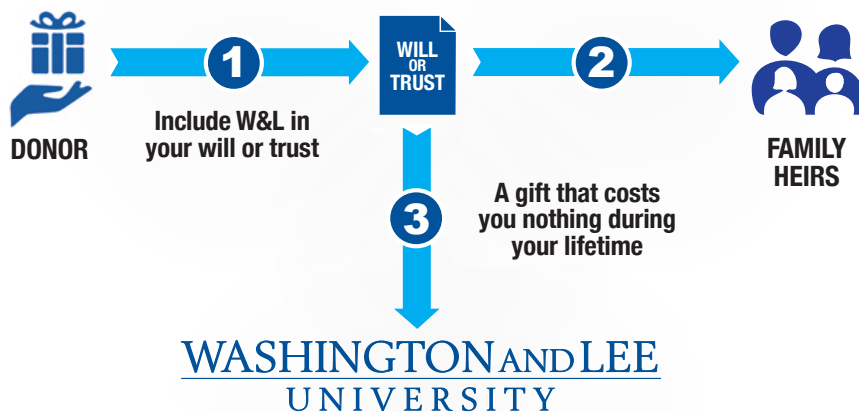 1
WILL
OR
TRUST
2
DONOR
Include W&L in
your will or trust
FAMILY
HEIRS
3
A gift that costs
you nothing during
your lifetime
WASHINGTON AND LEE
UNIVERSITY